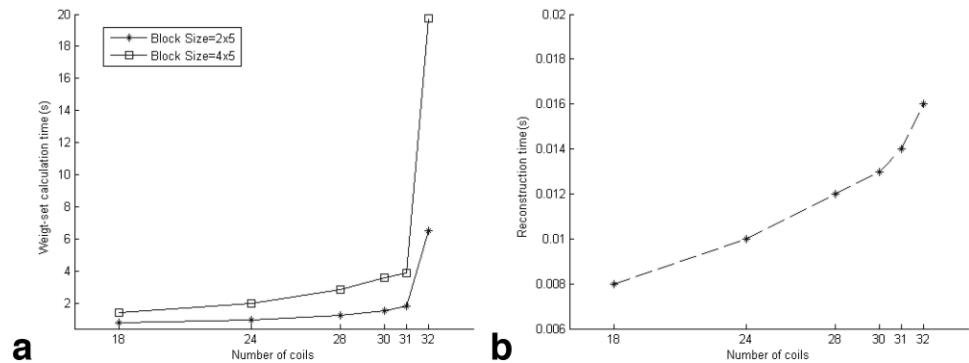 20
18
16
14
12
10
8
6
4
2
Weigt-set calculation time(s)
Block Size=2x5
Block Size=4x5
18 24 28 30 31 32
Number of coils
a
0.02
0.018
0.016
0.014
0.012
0.01
0.008
0.006
Reconstruction time(s)
18 24 28 30 31 32
Number of coils
b